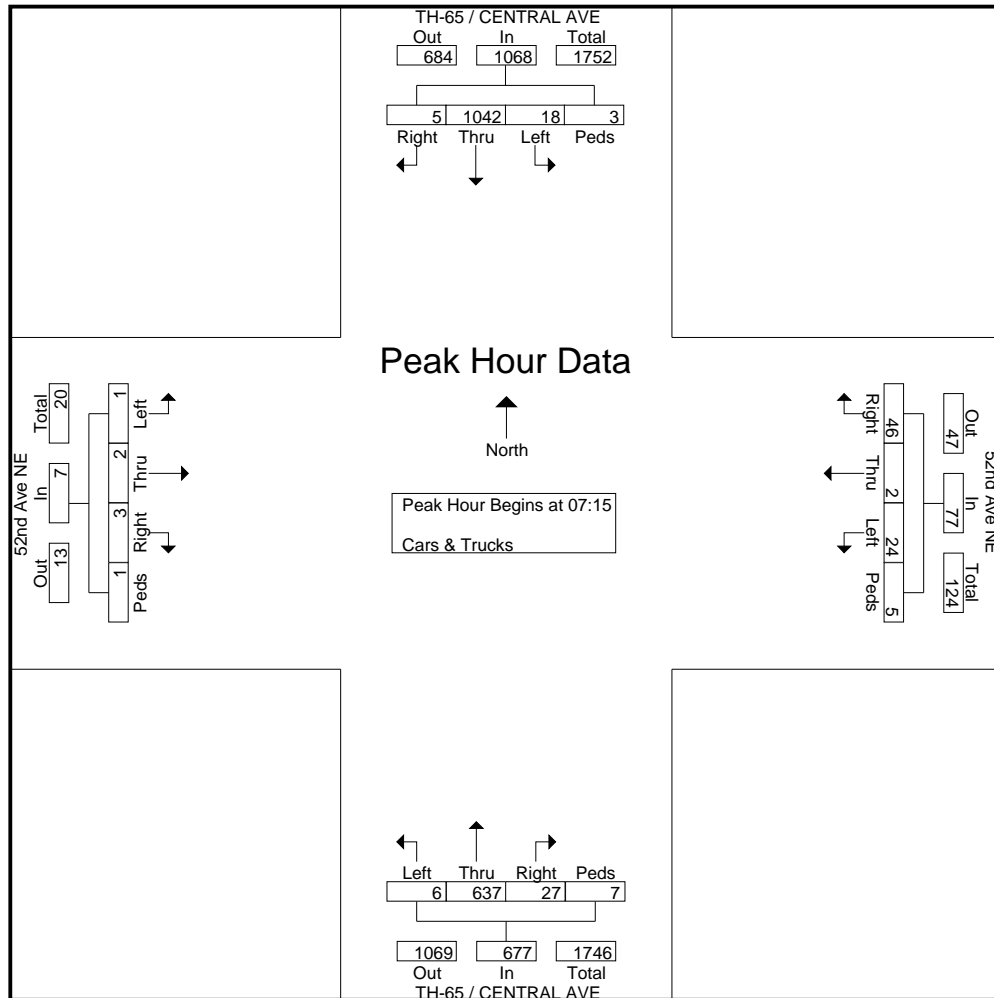 TH-65 / CENTRAL AVE
Out In Total
684 1068 1752
5 1042 18 3
Right Thru Left Peds
Peak Hour Data
North
Peak Hour Begins at 07:15
Cars & Trucks
52nd Ave NE
Total In Out
20 7 13
1 2 3 1
Left Thru Right Peds
Right Thru Left Peds
46 2 24 5
Out In Total
47 77 124
52nd Ave NE
Left Thru Right Peds
6 637 27 7
1069 677 1746
Out In Total
TH-65 / CENTRAL AVE